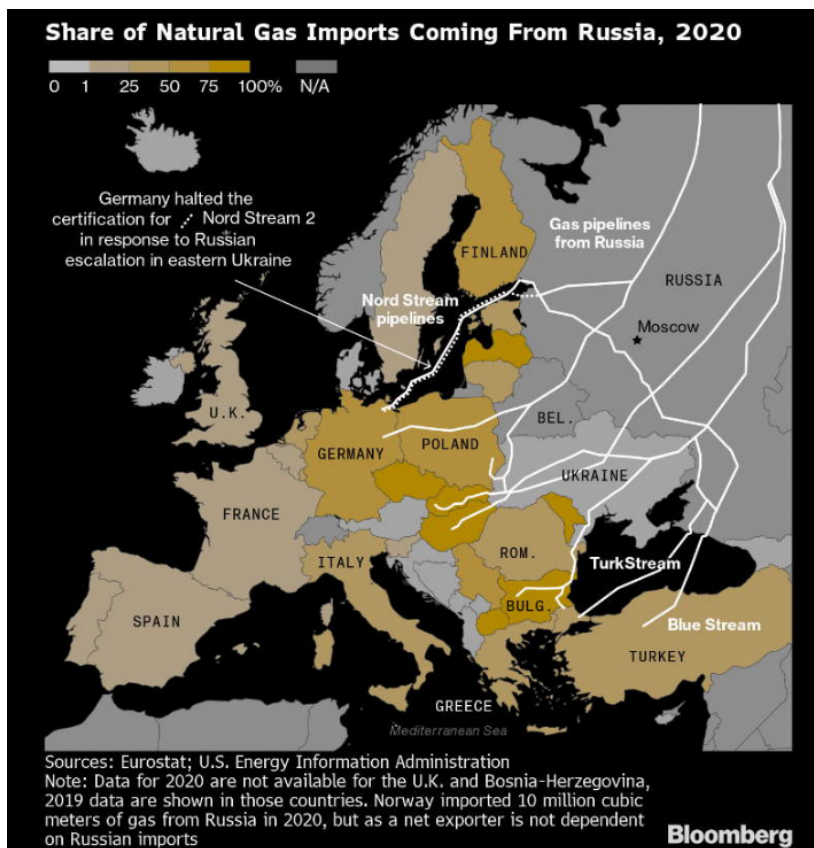 Share of Natural Gas Imports Coming From Russia, 2020
0 1 25 50 75 100% N/A
Germany halted the
certification for Nord Stream 2
in response to Russian
escalation in eastern Ukraine
Gas pipelines
from Russia
FINLAND
RUSSIA
Nord Stream
pipelines
Moscow
U.K.
BEL.
GERMANY
POLAND
UKRAINE
FRANCE
ITALY
ROM.
TurkStream
SPAIN
BULG.
Blue Stream
TURKEY
GREECE
Mediterranean Sea
Sources: Eurostat; U.S. Energy Information Administration
Note: Data for 2020 are not available for the U.K. and Bosnia-Herzegovina,
2019 data are shown in those countries. Norway imported 10 million cubic
meters of gas from Russia in 2020, but as a net exporter is not dependent
on Russian imports
Bloomberg